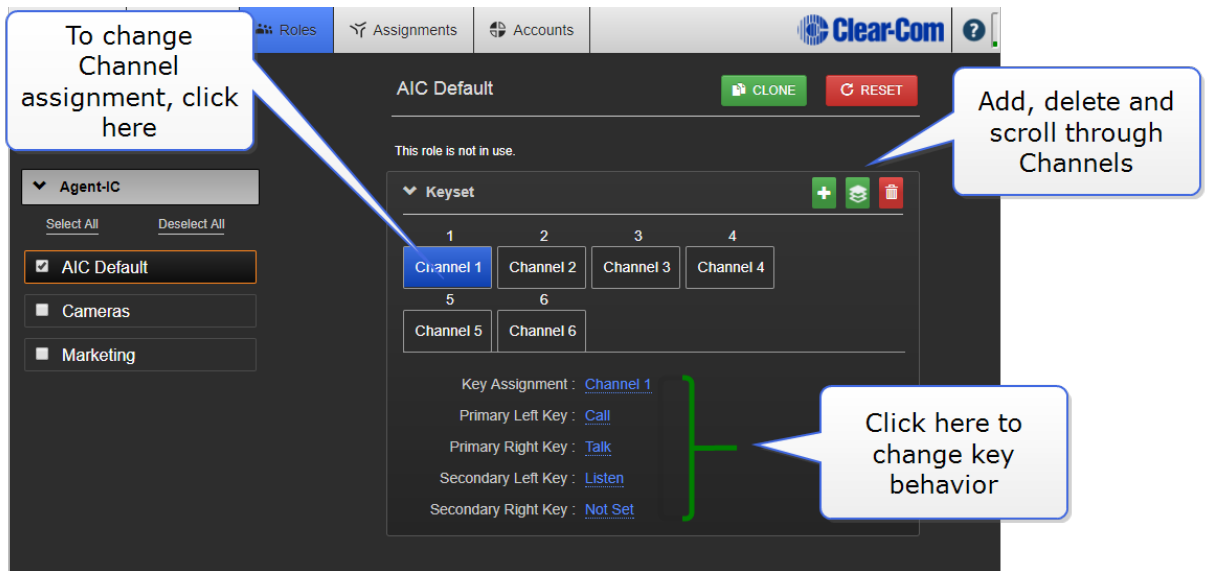 To change
Channel
assignment, click
here
Roles
Assignments
Accounts
Clear-Com
?
AIC Default
CLONE
RESET
Add, delete and
scroll through
Channels
This role is not in use.
Agent-IC
Select All Deselect All
AIC Default
Cameras
Marketing
Keyset
1 2 3 4
Channel 1 Channel 2 Channel 3 Channel 4
5 6
Channel 5 Channel 6
Key Assignment : Channel 1
Primary Left Key : Call
Primary Right Key : Talk
Secondary Left Key : Listen
Secondary Right Key : Not Set
Click here to
change key
behavior